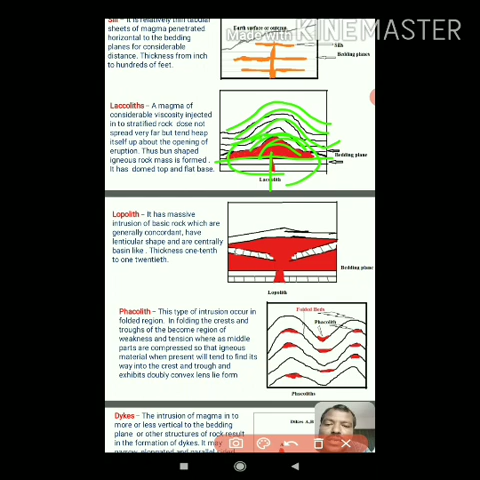 Sill - It is relatively thin tabular
sheets of magma penetrated
horizontal to the bedding
planes for considerable
distance. Thickness from inch
to hundreds of feet.
Earth surface or outcrop
Sills
Bedding planes
Made with KINEMASTER
Laccoliths - A magma of
considerable viscosity injected
in to stratified rock dose not
spread very far but tend heap
itself up about the opening of
eruption. Thus bun shaped
igneous rock mass is formed .
It has domed top and flat base.
Bedding plane
Lopolith - It has massive
intrusion of basic rock which are
generally concordant, have
lenticular shape and are centrally
basin like . Thickness one-tenth
to one twentieth.
Bedding plane
Lopolith
Phacolith - This type of intrusion occur in
folded region. In folding the crests and
troughs of the become region of
weakness and tension where as middle
parts are compressed so that igneous
material when present will tend to find its
way into the crest and trough and
exhibits doubly convex lens lie form
Folded Beds
Phacolith
Phacoliths
Dykes - The intrusion of magma in to
more or less vertical to the bedding
plane or other structures of rock result
in the formation of dykes. It may
Dykes A,B